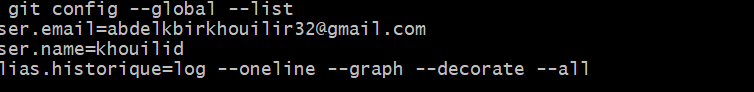 git config --global --list
ser.email=abdelkbirkhouilir32@gmail.com
ser.name=khouilid
lias.historique=log --oneline --graph --decorate --all